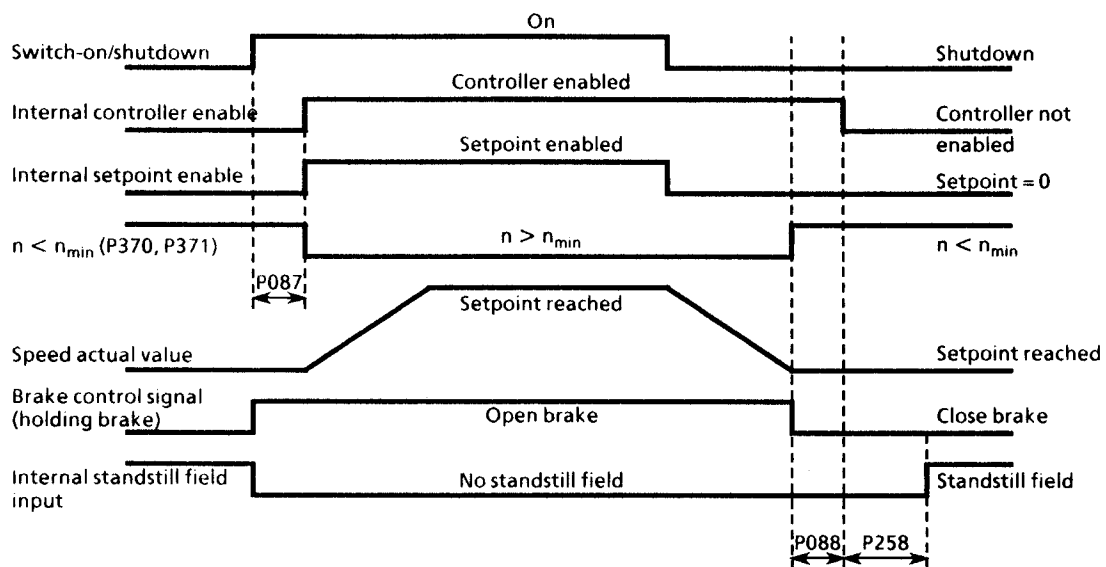 On
Switch-on/shutdown
Shutdown
Controller enabled
Internal controller enable
Controller not
enabled
Setpoint enabled
Internal setpoint enable
Setpoint = 0
n < nmin (P370, P371)
n > nmin
n < nmin
P087
Setpoint reached
Speed actual value
Setpoint reached
Brake control signal
(holding brake)
Open brake
Close brake
Internal standstill field
input
No standstill field
Standstill field
P088
P258